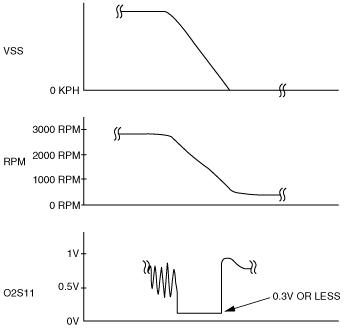 VSS
0 KPH
3000 RPM
2000 RPM
RPM
1000 RPM
0 RPM
1V
0.5V
O2S11
0.3V OR LESS
0V